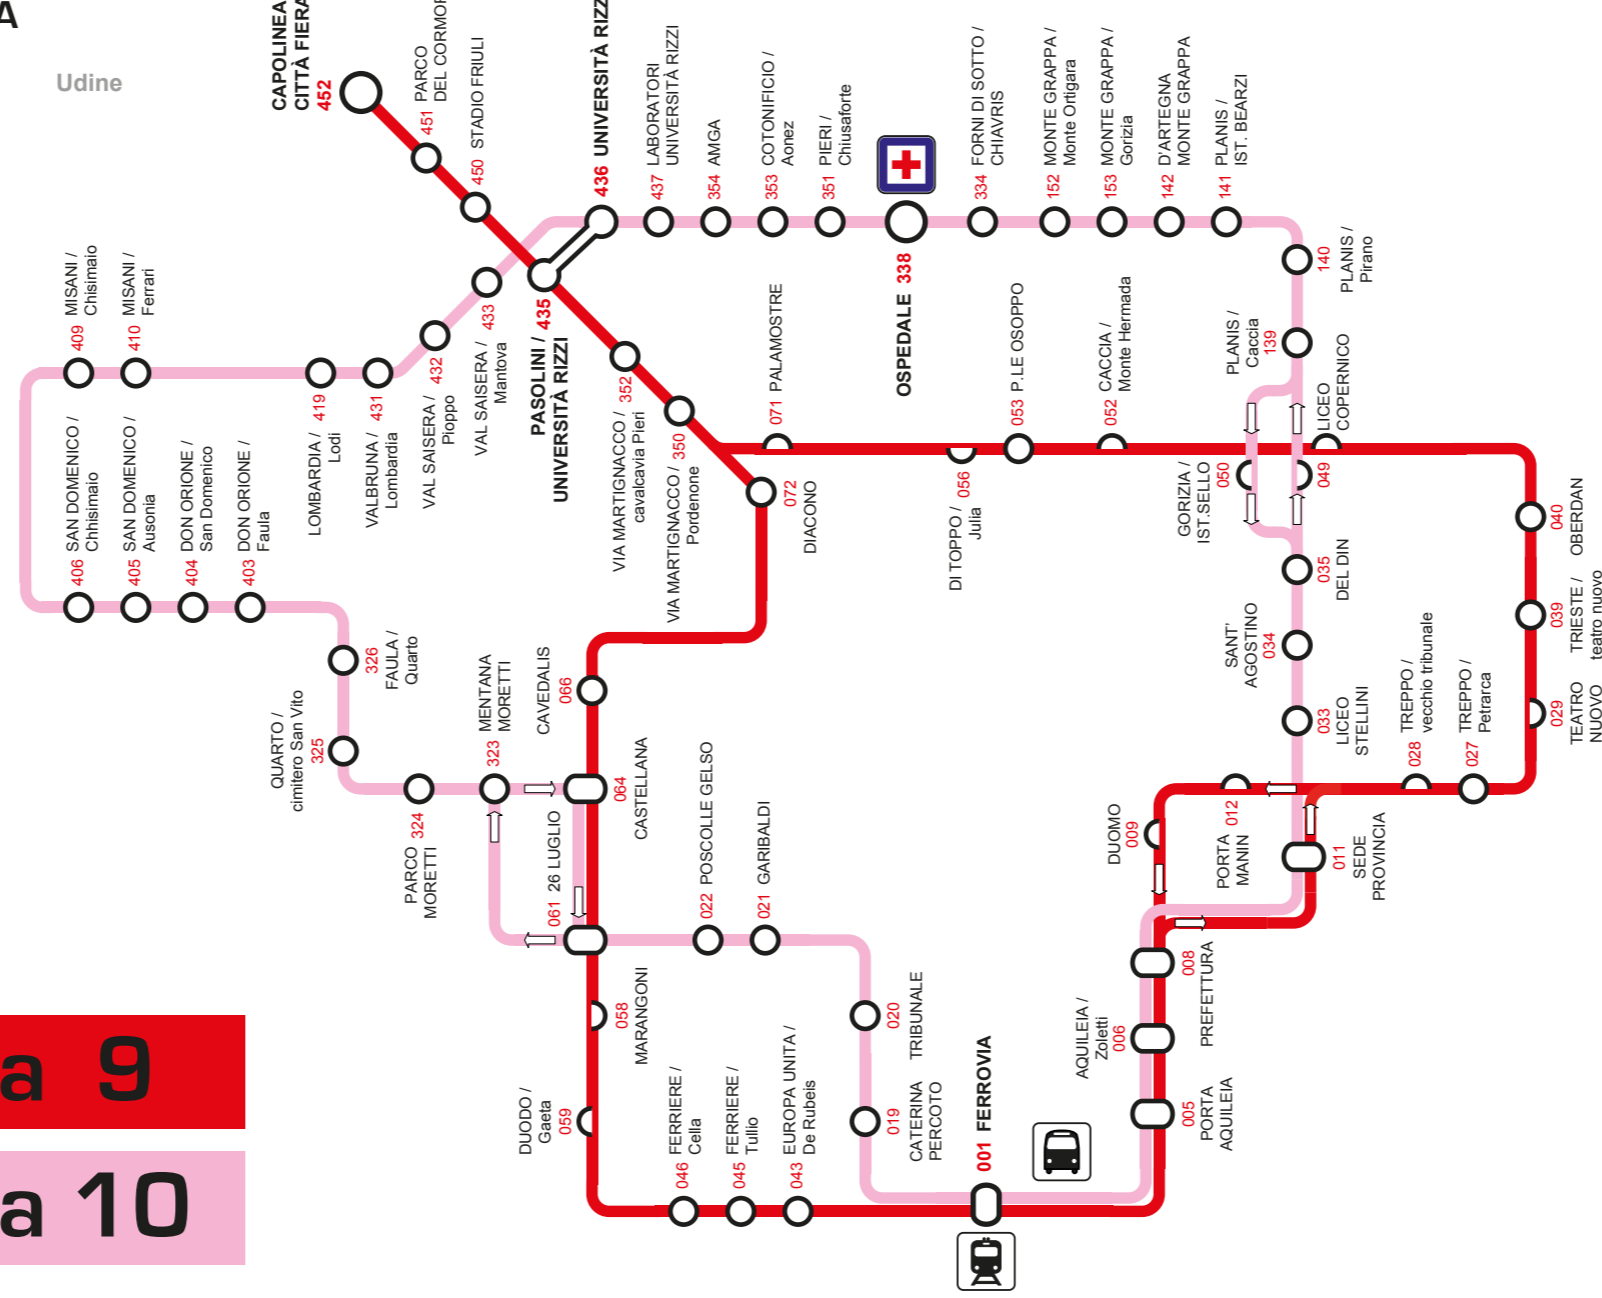 A
Udine
CAPOLINEA
CITTÀ FIERA
452
451 PARCO
450 STADIO FRIULI
436
437 LABORATORI
UNIVERSITÀ RIZZI
354 AMGA
353 COTONIFICIO /
Aonez
351 PIERI /
Chiusaforte
OSPEDALE 338
334 FORNI DI SOTTO /
CHIAVRIS
152 MONTE GRAPPA /
Monte Ortigara
153 MONTE GRAPPA /
Gorizia
142 D'ARTEGNA
MONTE GRAPPA
141 PLANIS /
IST. BEARZI
140 PLANIS /
Pirano
PLANIS /
Caccia
139
409 MISANI /
Chisimaio
410 MISANI /
Ferrari
LOMBARDIA / 419
Lodi
VALBRUNA / 431
Lombardia
VAL SAISERA / 432
Pioppo
VAL SAISERA / 433
Mantova
PASOLINI / 435
UNIVERSITÀ RIZZI
VIA MARTIGNACCO / 352
cavalcavia Pieri
VIA MARTIGNACCO / 350
Pordenone
071 PALAMOSTRE
DI TOPPO / 056
Julia
053 P.LE OSOPPO
052 CACCIA /
Monte Hermada
LICEO
COPERNICO
049
GORIZIA / 050
IST.SELLO
072 DIACONO
406 SAN DOMENICO /
Chisimaio
405 SAN DOMENICO /
Ausonia
404 DON ORIONE /
San Domenico
403 DON ORIONE /
Faula
326 FAULA /
Quarto
QUARTO /
cimitero San Vito
325
PARCO 324
MORETTI
323 MENTANA
MORETTI
CAVEDALIS 066
064 CASTELLANA
061 26 LUGLIO
022 POSCOLLE GELSO
021 GARIBALDI
058 MARANGONI
DUODO /
Gaeta
059
046 FERRIERE /
Cella
045 FERRIERE /
Tullio
043 EUROPA UNITA /
De Rubeis
020 TRIBUNALE
019 CATERINA
PERCOTO
001 FERROVIA
035 DEL DIN
SANT'
AGOSTINO
034
033 LICEO
STELLINI
040 OBERDAN
039 TRIESTE /
teatro nuovo
029 TEATRO
NUOVO
028 TREPPO /
vecchio tribunale
027 TREPPO /
Petrarca
DUOMO 009
012
PORTA
MANIN
011 SEDE
PROVINCIA
008 PREFETTURA
AQUILEIA /
Zoletti
006
005 PORTA
AQUILEIA
a 9
a 10